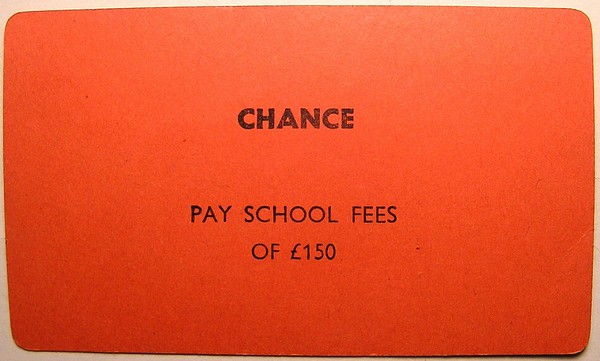 CHANCE
PAY SCHOOL FEES
OF £150